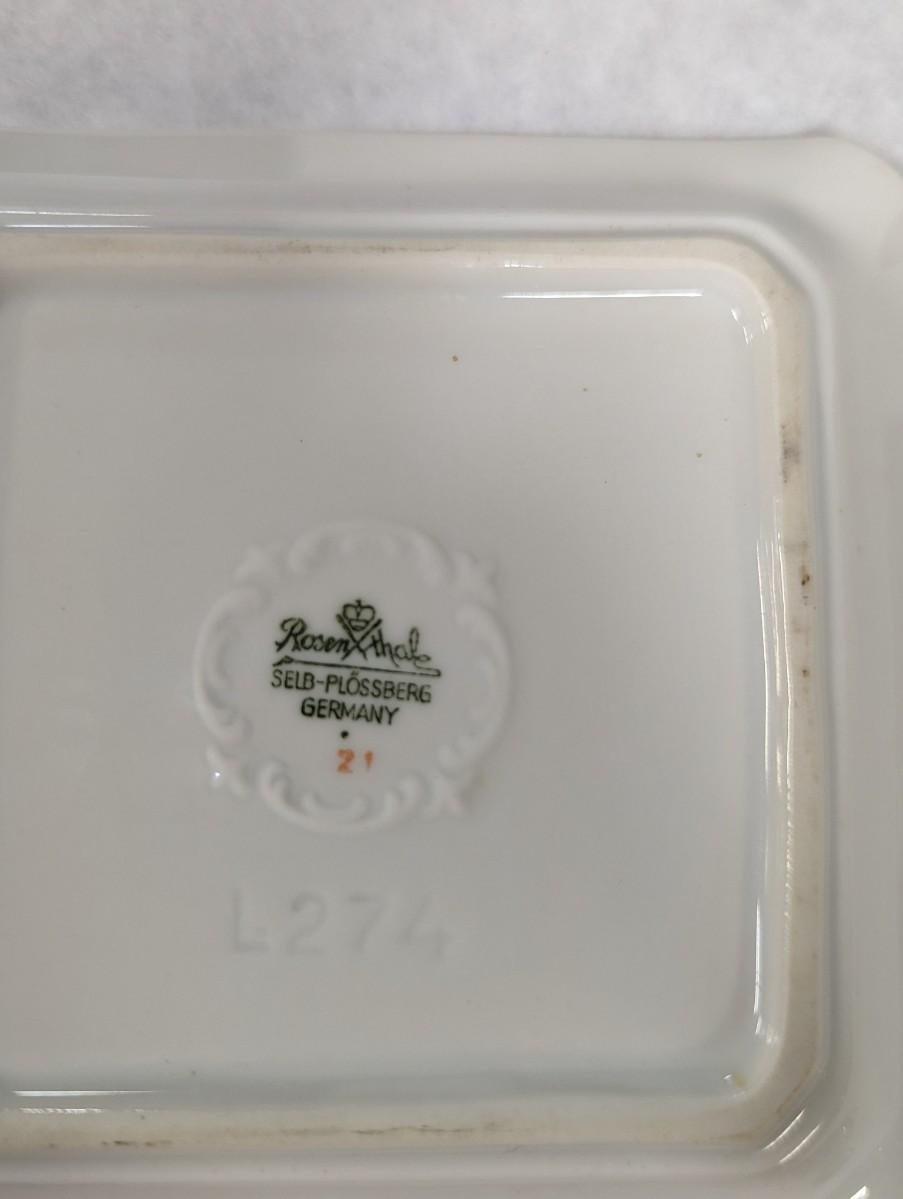 Rosenthal
SELB-PLÖSSBERG
GERMANY
21
L274